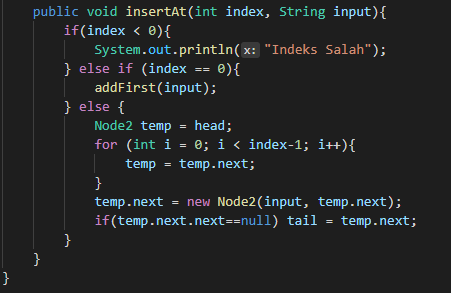 public void insertAt(int index, String input){
if(index < 0){
System.out.println(x: "Indeks Salah");
} else if (index == 0){
addFirst(input);
} else {
Node2 temp = head;
for (int i = 0; i < index-1; i++){
temp = temp.next;
}
temp.next = new Node2(input, temp.next);
if(temp.next.next==null) tail = temp.next;
}
}
}